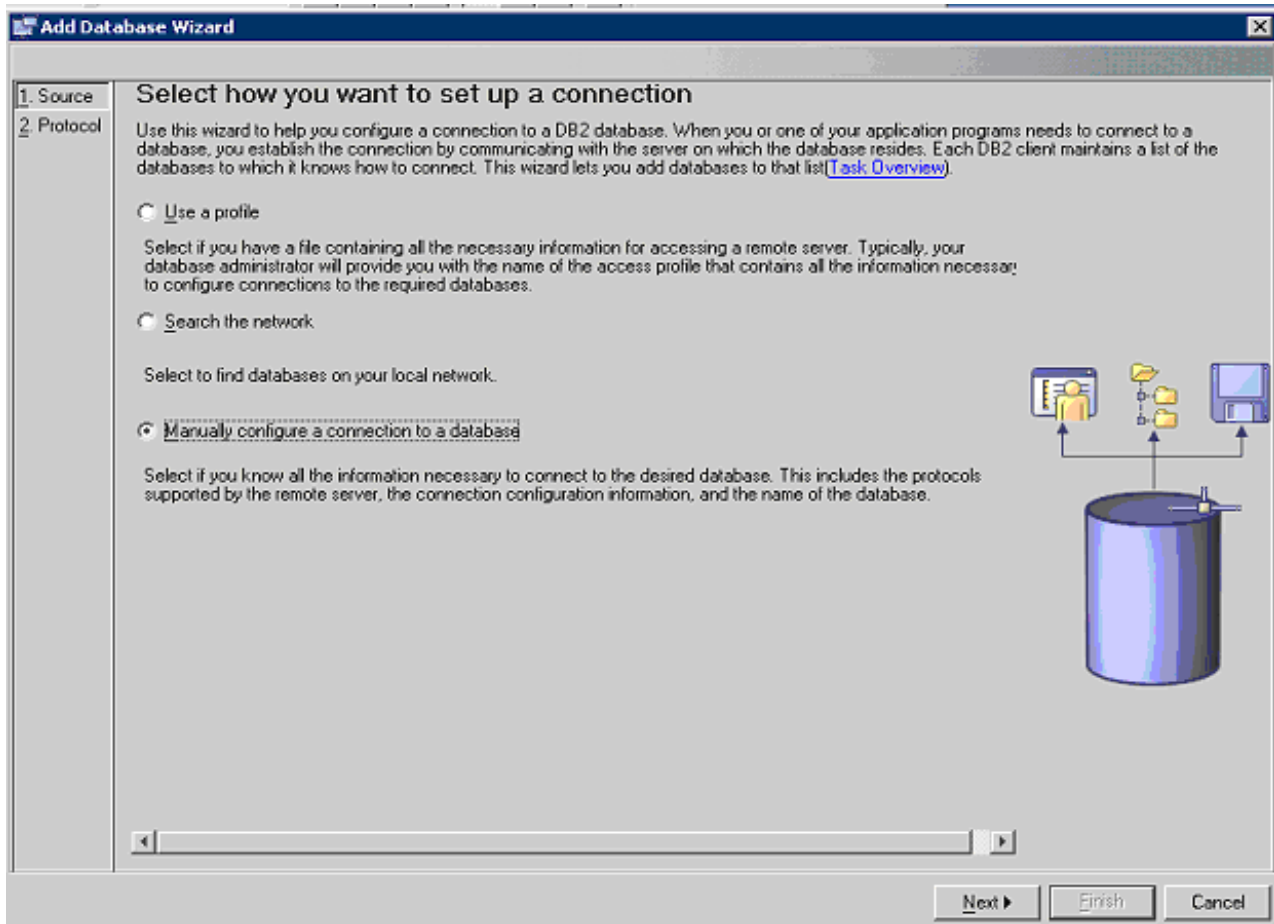 Add Database Wizard
1. Source
2. Protocol
Select how you want to set up a connection
Use this wizard to help you configure a connection to a DB2 database. When you or one of your application programs needs to connect to a
database, you establish the connection by communicating with the server on which the database resides. Each DB2 client maintains a list of the
databases to which it knows how to connect. This wizard lets you add databases to that list(Task Overview).
Use a profile
Select if you have a file containing all the necessary information for accessing a remote server. Typically, your
database administrator will provide you with the name of the access profile that contains all the information necessary
to configure connections to the required databases.
Search the network
Select to find databases on your local network.
Manually configure a connection to a database
Select if you know all the information necessary to connect to the desired database. This includes the protocols
supported by the remote server, the connection configuration information, and the name of the database.
Next Finish Cancel